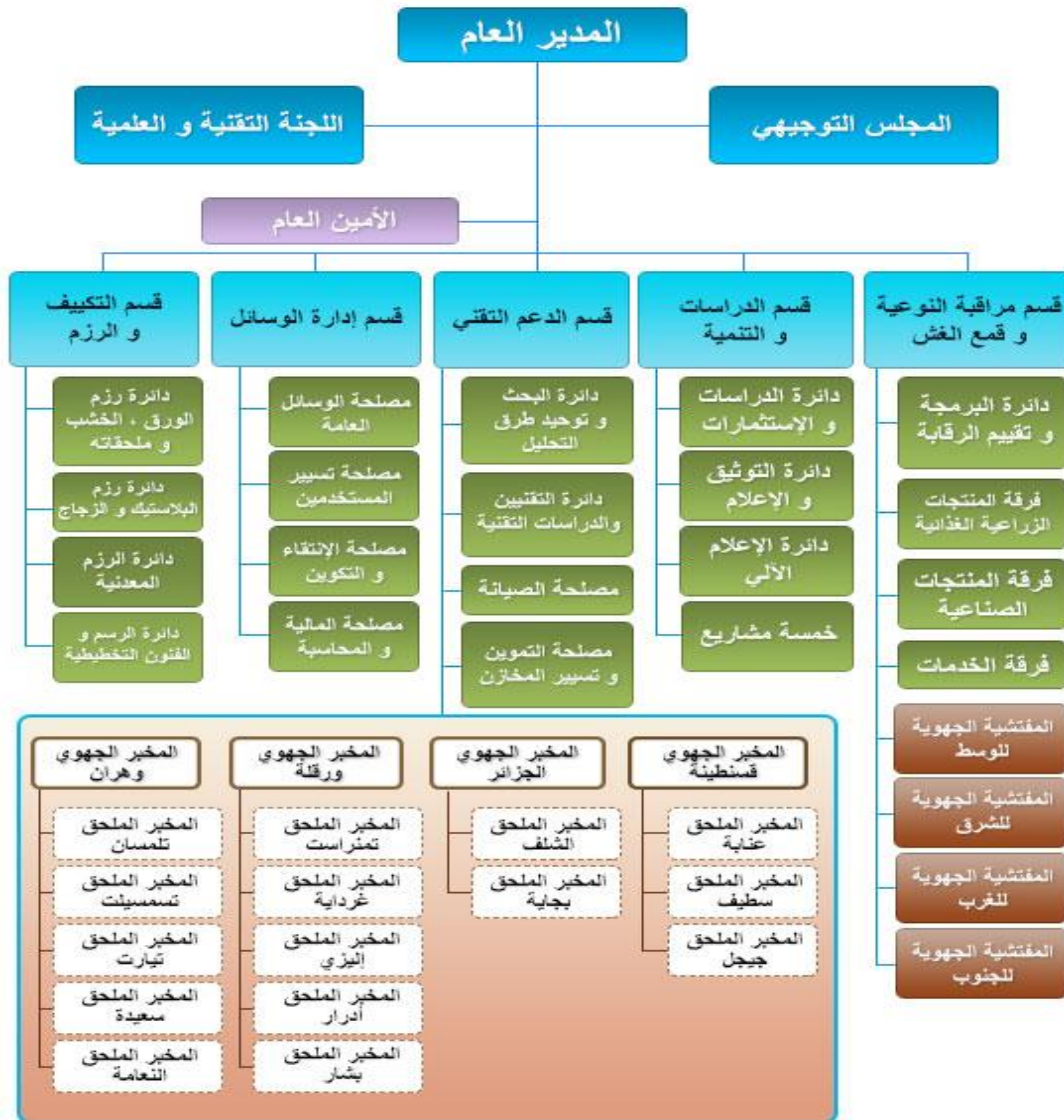 المدير العام
المجلس التوجيهي
اللجنة التقنية و العلمية
الأمين العام
قسم مراقبة النوعية
و قمع الغش
دائرة البرمجة
و تقييم الرقابة
فرقة المنتجات
الزراعية الغذائية
فرقة المنتجات
الصناعية
فرقة الخدمات
المفتشية الجهوية
للوسط
المفتشية الجهوية
للشرق
المفتشية الجهوية
للغرب
المفتشية الجهوية
للجنوب
قسم الدراسات
و التنمية
دائرة الدراسات
و الإستثمارات
دائرة التوثيق
و الإعلام
دائرة الإعلام
الآلي
خمسة مشاريع
قسم الدعم التقني
دائرة البحث
و توحيد طرق
التحليل
دائرة التقنيين
والدراسات التقنية
مصلحة الصيانة
مصلحة التموين
و تسيير المخازن
قسم إدارة الوسائل
مصلحة الوسائل
العامة
مصلحة تسيير
المستخدمين
مصلحة الإنتقاء
و التكوين
مصلحة المالية
و المحاسبة
قسم التكييف
و الرزم
دائرة رزم
الورق ، الخشب
و ملحقاته
دائرة رزم
البلاستيك و الزجاج
دائرة الرزم
المعدنية
دائرة الرسم و
الفنون التخطيطية
المخبر الجهوي
قسنطينة
المخبر الملحق
عنابة
المخبر الملحق
سطيف
المخبر الملحق
جيجل
المخبر الجهوي
الجزائر
المخبر الملحق
الشلف
المخبر الملحق
بجاية
المخبر الجهوي
ورقلة
المخبر الملحق
تمنراست
المخبر الملحق
غرداية
المخبر الملحق
إليزي
المخبر الملحق
أدرار
المخبر الملحق
بشار
المخبر الجهوي
وهران
المخبر الملحق
تلمسان
المخبر الملحق
تسمسيلت
المخبر الملحق
تيارت
المخبر الملحق
سعيدة
المخبر الملحق
النعامة